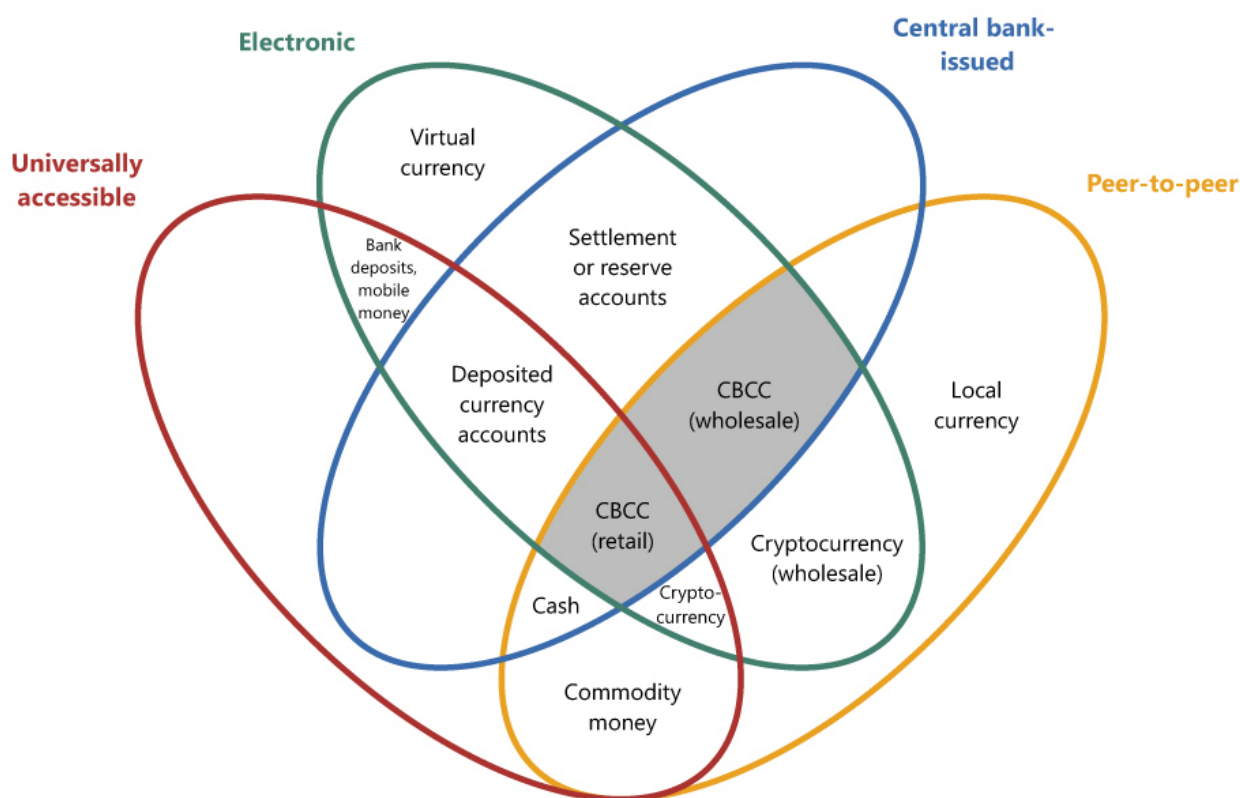 Electronic
Central bank-
issued
Universally
accessible
Peer-to-peer
Virtual
currency
Bank
deposits,
mobile
money
Settlement
or reserve
accounts
Deposited
currency
accounts
CBCC
(wholesale)
Local
currency
CBCC
(retail)
Cryptocurrency
(wholesale)
Cash
Crypto-
currency
Commodity
money